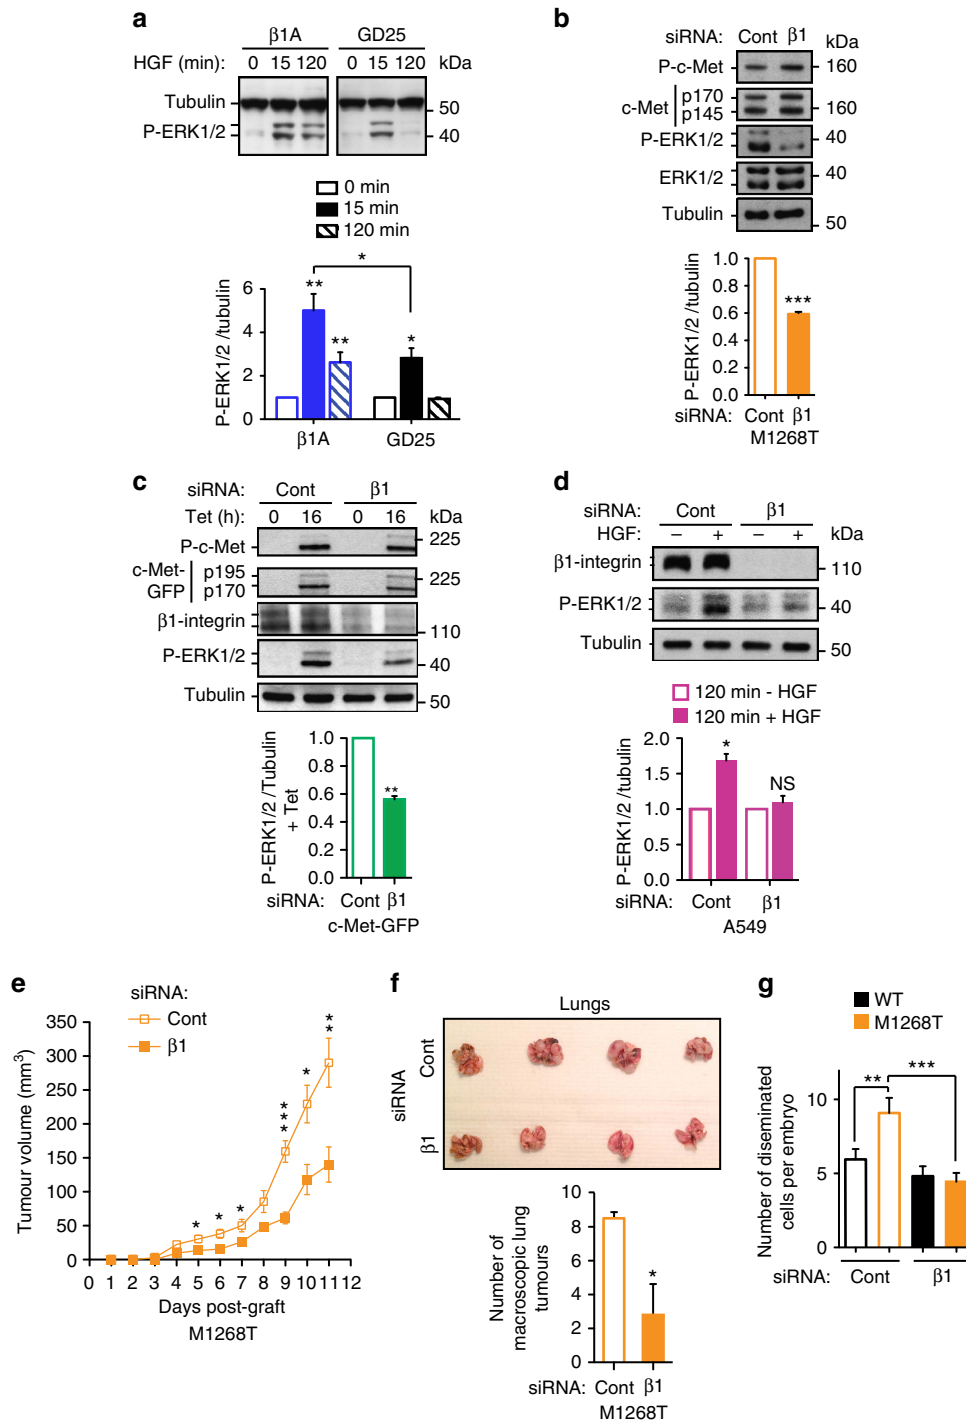 a
β1A GD25
HGF (min): 0 15 120 0 15 120 kDa
Tubulin
50
P-ERK1/2
40
0 min
15 min
120 min
*
** ** *
P-ERK1/2 /tubulin
6
4
2
0
β1A GD25
b
siRNA: Cont β1 kDa
P-c-Met 160
c-Met p170
p145 160
P-ERK1/2 40
ERK1/2 40
Tubulin 50
P-ERK1/2 /tubulin
1.0
0.8
0.6
0.4
0.2
0.0
***
siRNA: Cont β1
M1268T
c
siRNA: Cont β1
Tet (h): 0 16 0 16 kDa
P-c-Met 225
c-Met-GFP p195
p170 225
β1-integrin 110
P-ERK1/2 40
Tubulin 50
P-ERK1/2 /Tubulin
+ Tet
1.0
0.8
0.6
0.4
0.2
0.0
**
siRNA: Cont β1
c-Met-GFP
d
siRNA: Cont β1
HGF: – + – + kDa
β1-integrin 110
P-ERK1/2 40
Tubulin 50
120 min - HGF
120 min + HGF
P-ERK1/2 /tubulin
2.0
1.5
1.0
0.5
0.0
* NS
siRNA: Cont β1
A549
e
siRNA:
Cont
β1
Tumour volume (mm³)
350
300
250
200
150
100
50
0
* * * *** * **
0 1 2 3 4 5 6 7 8 9 10 11 12
Days post-graft
M1268T
f
Lungs
siRNA
Cont
β1
Number of
macroscopic lung
tumours
10
8
6
4
2
0
*
siRNA: Cont β1
M1268T
g
WT
M1268T
Number of diseminated
cells per embryo
10
5
0
** ***
siRNA: Cont β1